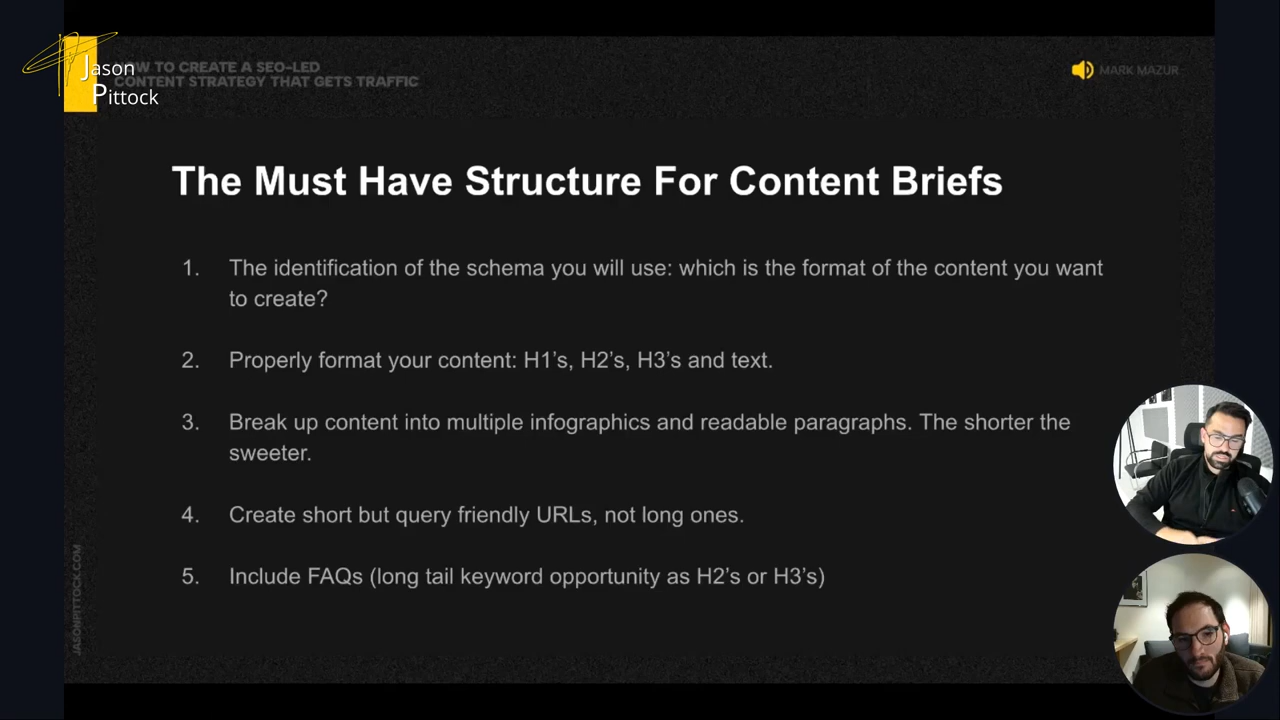 Jason
Pittock
HOW TO CREATE A SEO-LED
CONTENT STRATEGY THAT GETS TRAFFIC
MARK MAZUR
The Must Have Structure For Content Briefs
1. The identification of the schema you will use: which is the format of the content you want
to create?
2. Properly format your content: H1’s, H2’s, H3’s and text.
3. Break up content into multiple infographics and readable paragraphs. The shorter the
sweeter.
4. Create short but query friendly URLs, not long ones.
5. Include FAQs (long tail keyword opportunity as H2’s or H3’s)
JASONPITTOCK.COM